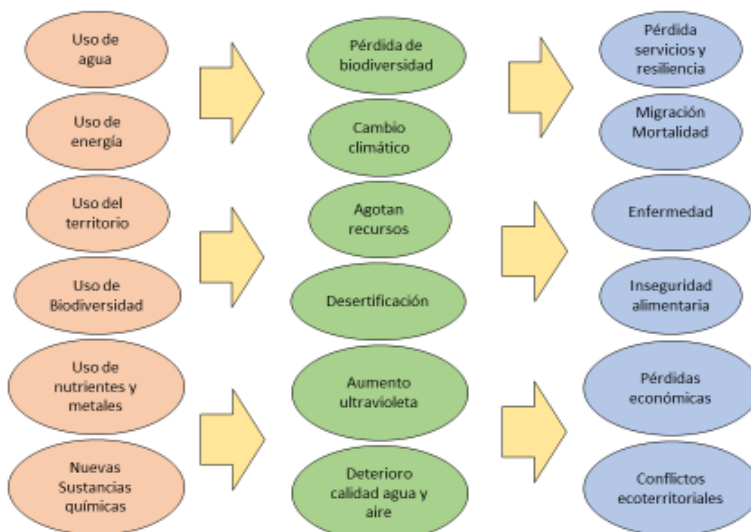 Uso de
agua
Uso de
energía
Uso del
territorio
Uso de
Biodiversidad
Uso de
nutrientes y
metales
Nuevas
Sustancias
químicas
Pérdida de
biodiversidad
Cambio
climático
Agotan
recursos
Desertificación
Aumento
ultravioleta
Deterioro
calidad agua y
aire
Pérdida
servicios y
resiliencia
Migración
Mortalidad
Enfermedad
Inseguridad
alimentaria
Pérdidas
económicas
Conflictos
ecoterritoriales